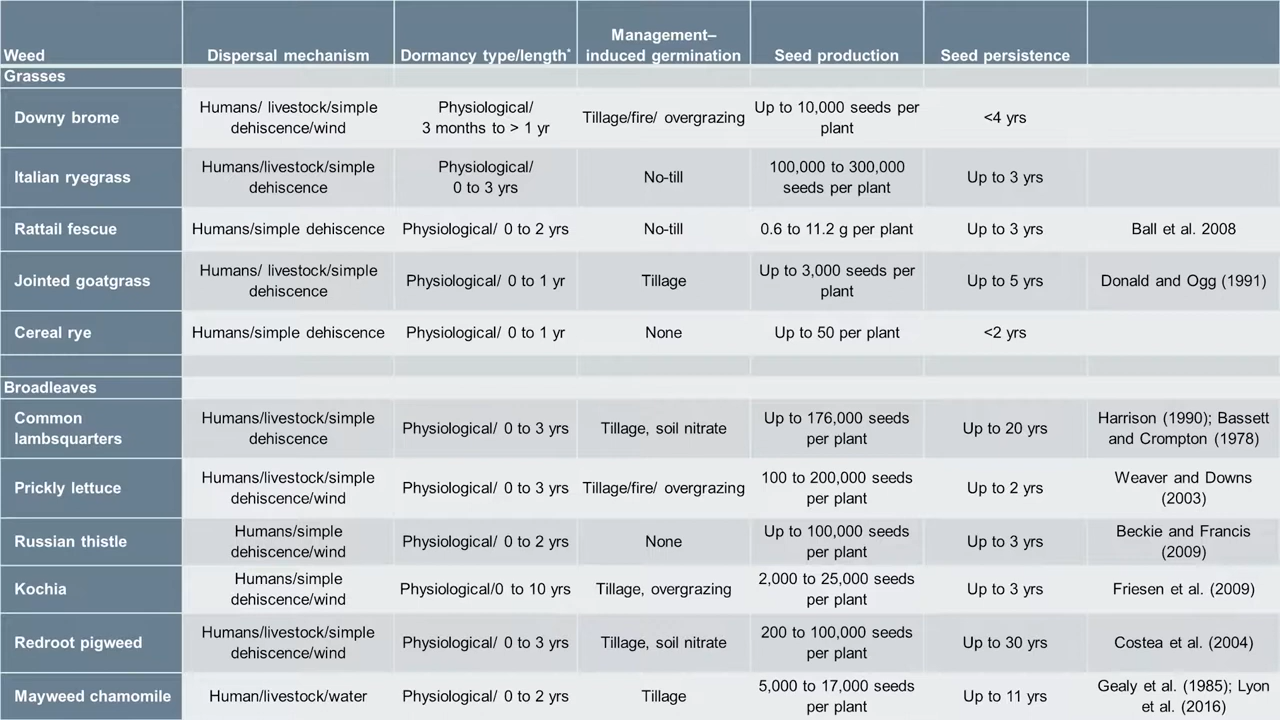 Weed
Dispersal mechanism
Dormancy type/length*
Management–
induced germination
Seed production
Seed persistence
Grasses
Downy brome
Humans/ livestock/simple
dehiscence/wind
Physiological/
3 months to > 1 yr
Tillage/fire/ overgrazing
Up to 10,000 seeds per
plant
<4 yrs
Italian ryegrass
Humans/livestock/simple
dehiscence
Physiological/
0 to 3 yrs
No-till
100,000 to 300,000
seeds per plant
Up to 3 yrs
Rattail fescue
Humans/simple dehiscence
Physiological/ 0 to 2 yrs
No-till
0.6 to 11.2 g per plant
Up to 3 yrs
Ball et al. 2008
Jointed goatgrass
Humans/ livestock/simple
dehiscence
Physiological/ 0 to 1 yr
Tillage
Up to 3,000 seeds per
plant
Up to 5 yrs
Donald and Ogg (1991)
Cereal rye
Humans/simple dehiscence
Physiological/ 0 to 1 yr
None
Up to 50 per plant
<2 yrs
Broadleaves
Common
lambsquarters
Humans/livestock/simple
dehiscence
Physiological/ 0 to 3 yrs
Tillage, soil nitrate
Up to 176,000 seeds
per plant
Up to 20 yrs
Harrison (1990); Bassett
and Crompton (1978)
Prickly lettuce
Humans/livestock/simple
dehiscence/wind
Physiological/ 0 to 3 yrs
Tillage/fire/ overgrazing
100 to 200,000 seeds
per plant
Up to 2 yrs
Weaver and Downs
(2003)
Russian thistle
Humans/simple
dehiscence/wind
Physiological/ 0 to 2 yrs
None
Up to 100,000 seeds
per plant
Up to 3 yrs
Beckie and Francis
(2009)
Kochia
Humans/simple
dehiscence/wind
Physiological/0 to 10 yrs
Tillage, overgrazing
2,000 to 25,000 seeds
per plant
Up to 3 yrs
Friesen et al. (2009)
Redroot pigweed
Humans/livestock/simple
dehiscence/wind
Physiological/ 0 to 3 yrs
Tillage, soil nitrate
200 to 100,000 seeds
per plant
Up to 30 yrs
Costea et al. (2004)
Mayweed chamomile
Human/livestock/water
Physiological/ 0 to 2 yrs
Tillage
5,000 to 17,000 seeds
per plant
Up to 11 yrs
Gealy et al. (1985); Lyon
et al. (2016)